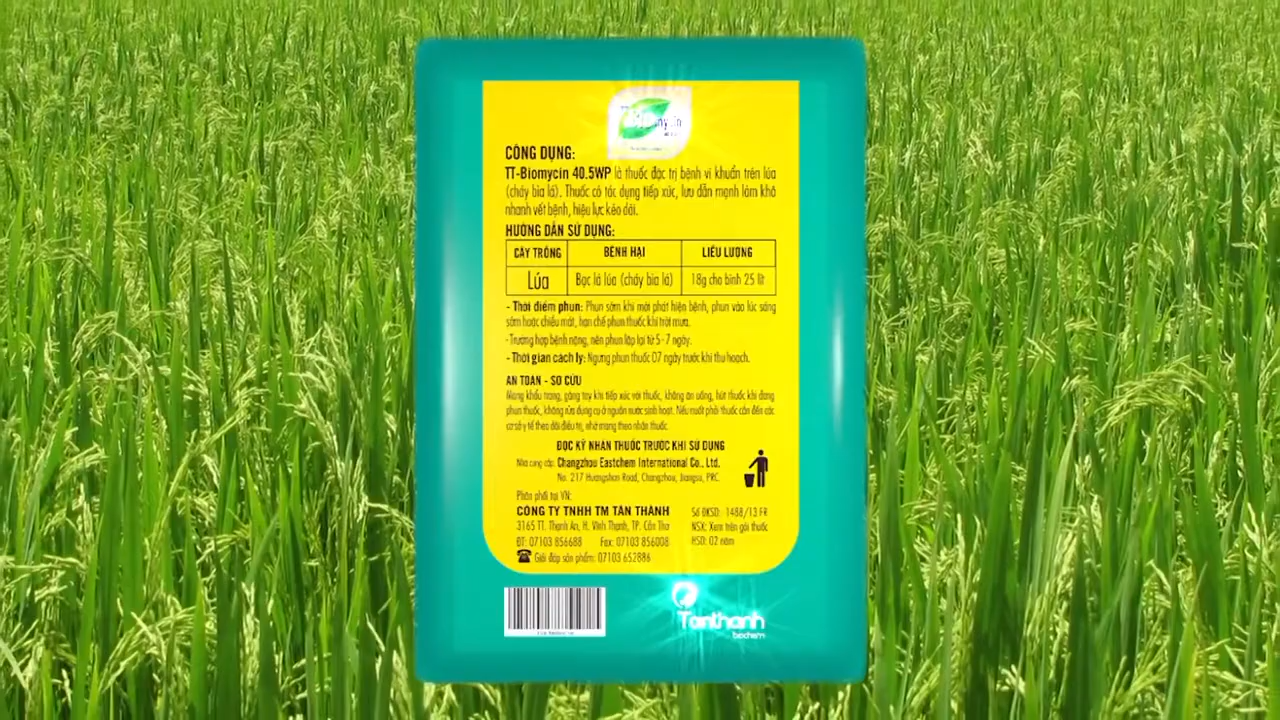 CÔNG DỤNG:
TT-Biomycin 40.5WP là thuốc đặc trị bệnh vi khuẩn trên lúa
(cháy bìa lá). Thuốc có tác dụng tiếp xúc, lưu dẫn mạnh làm khô
nhanh vết bệnh, hiệu lực kéo dài.
HƯỚNG DẪN SỬ DỤNG:
CÂY TRỒNG BỆNH HẠI LIỀU LƯỢNG
Lúa Bạc lá lúa (cháy bìa lá) 18g cho bình 25 lít
- Thời điểm phun: Phun sớm khi mới phát hiện bệnh, phun vào lúc sáng
sớm hoặc chiều mát, hạn chế phun thuốc khi trời mưa.
- Trường hợp bệnh nặng, nên phun lặp lại từ 5 - 7 ngày.
- Thời gian cách ly: Ngưng phun thuốc 07 ngày trước khi thu hoạch.
AN TOÀN - SƠ CỨU
Mang khẩu trang, găng tay khi tiếp xúc với thuốc, không ăn uống, hút thuốc khi đang
phun thuốc, không rửa dụng cụ ở nguồn nước sinh hoạt. Nếu nuốt phải thuốc cần đến các
cơ sở y tế theo dõi điều trị, nhớ mang theo nhãn thuốc.
ĐỌC KỸ NHÃN THUỐC TRƯỚC KHI SỬ DỤNG
Nhà cung cấp: Changzhou Eastchem International Co., Ltd.
No. 217 Huangshan Road, Changzhou, Jiangsu, PRC.
Phân phối tại VN:
CÔNG TY TNHH TM TÂN THÀNH
3165 TT. Thạnh An, H. Vĩnh Thạnh, TP. Cần Thơ
ĐT: 07103 856688 Fax: 07103 856008
Giải đáp sản phẩm: 07103 652886
Số ĐKSD: 1488/13 FR
NSX: Xem trên gói thuốc
HSD: 02 năm
Tanthanh
biochem